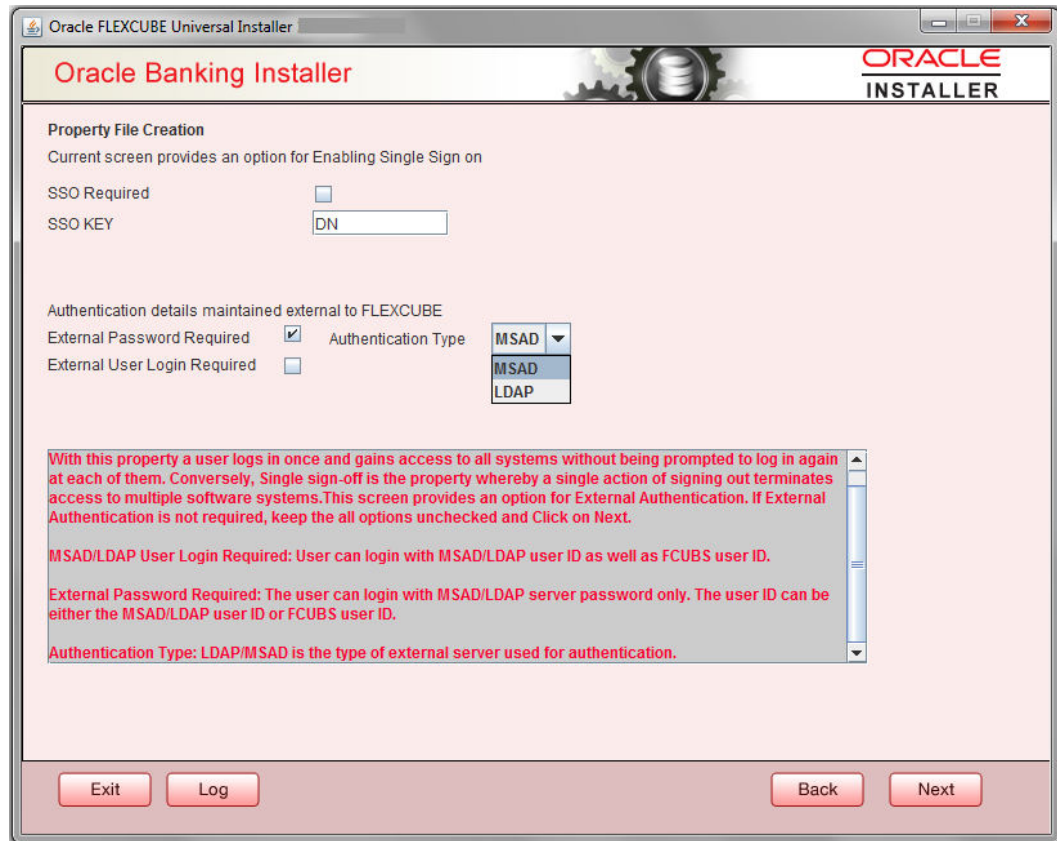 Oracle FLEXCUBE Universal Installer
Oracle Banking Installer
ORACLE
INSTALLER
Property File Creation
Current screen provides an option for Enabling Single Sign on
SSO Required
SSO KEY DN
Authentication details maintained external to FLEXCUBE
External Password Required Authentication Type MSAD
External User Login Required MSAD
LDAP
With this property a user logs in once and gains access to all systems without being prompted to log in again
at each of them. Conversely, Single sign-off is the property whereby a single action of signing out terminates
access to multiple software systems.This screen provides an option for External Authentication. If External
Authentication is not required, keep the all options unchecked and Click on Next.
MSAD/LDAP User Login Required: User can login with MSAD/LDAP user ID as well as FCUBS user ID.
External Password Required: The user can login with MSAD/LDAP server password only. The user ID can be
either the MSAD/LDAP user ID or FCUBS user ID.
Authentication Type: LDAP/MSAD is the type of external server used for authentication.
Exit Log Back Next